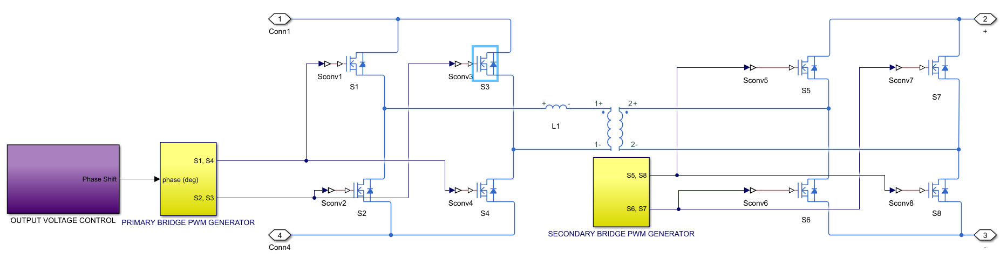 1
Conn1
2
+
Sconv1
S1
Sconv3
S3
Sconv5
S5
Sconv7
S7
+
-
L1
1+
2+
1-
2-
Phase Shift
OUTPUT VOLTAGE CONTROL
S1, S4
phase (deg)
S2, S3
PRIMARY BRIDGE PWM GENERATOR
Sconv2
S2
Sconv4
S4
S5, S8
S6, S7
SECONDARY BRIDGE PWM GENERATOR
Sconv6
S6
Sconv8
S8
4
Conn4
3
-